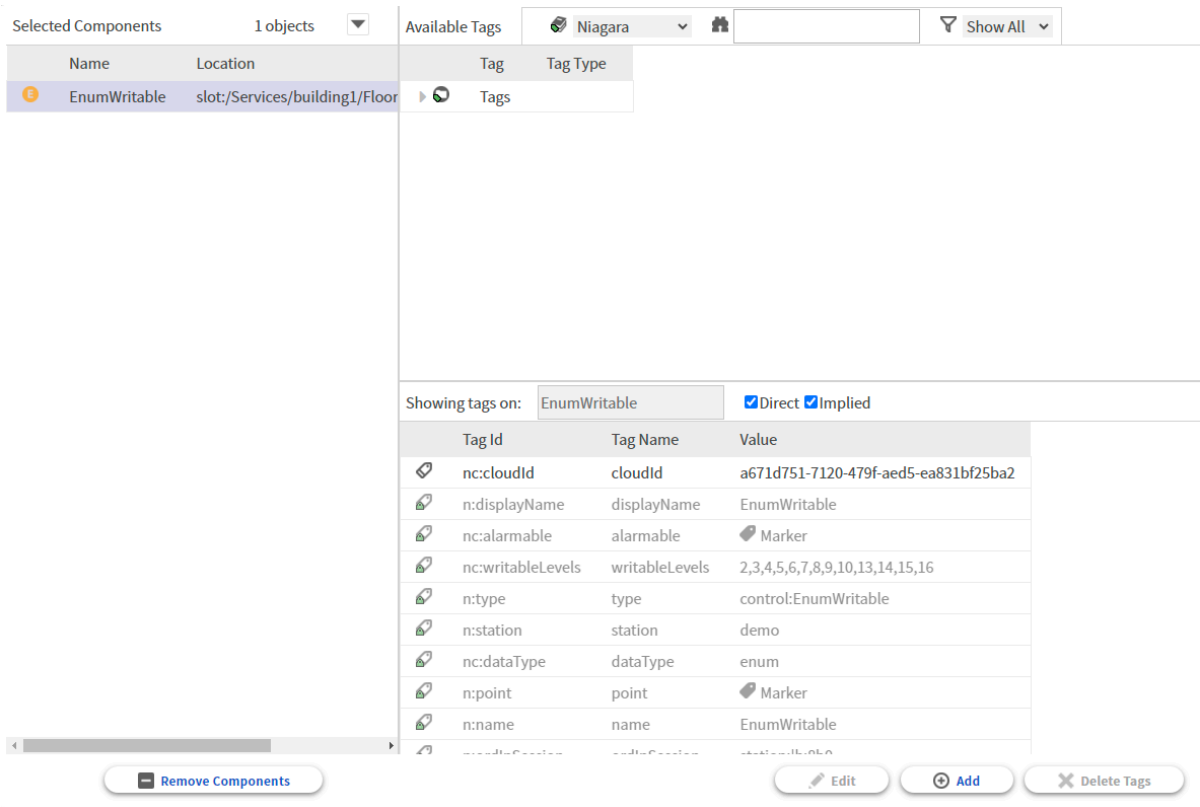 Selected Components 1 objects
Name Location
E EnumWritable slot:/Services/building1/Floor
Available Tags Niagara Show All
Tag Tag Type
Tags
Showing tags on: EnumWritable Direct Implied
Tag Id Tag Name Value
nc:cloudId cloudId a671d751-7120-479f-aed5-ea831bf25ba2
n:displayName displayName EnumWritable
nc:alarmable alarmable Marker
nc:writableLevels writableLevels 2,3,4,5,6,7,8,9,10,13,14,15,16
n:type type control:EnumWritable
n:station station demo
nc:dataType dataType enum
n:point point Marker
n:name name EnumWritable
n:ordInSession ordInSession
Remove Components Edit Add Delete Tags